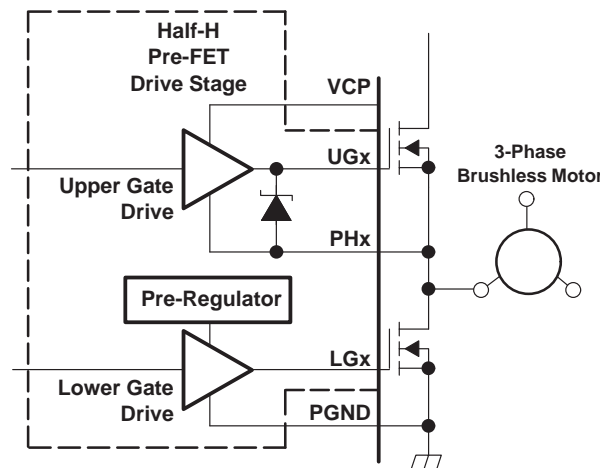 Half-H
Pre-FET
Drive Stage
VCP
UGx
3-Phase
Brushless Motor
Upper Gate
Drive
PHx
Pre-Regulator
LGx
Lower Gate
Drive
PGND